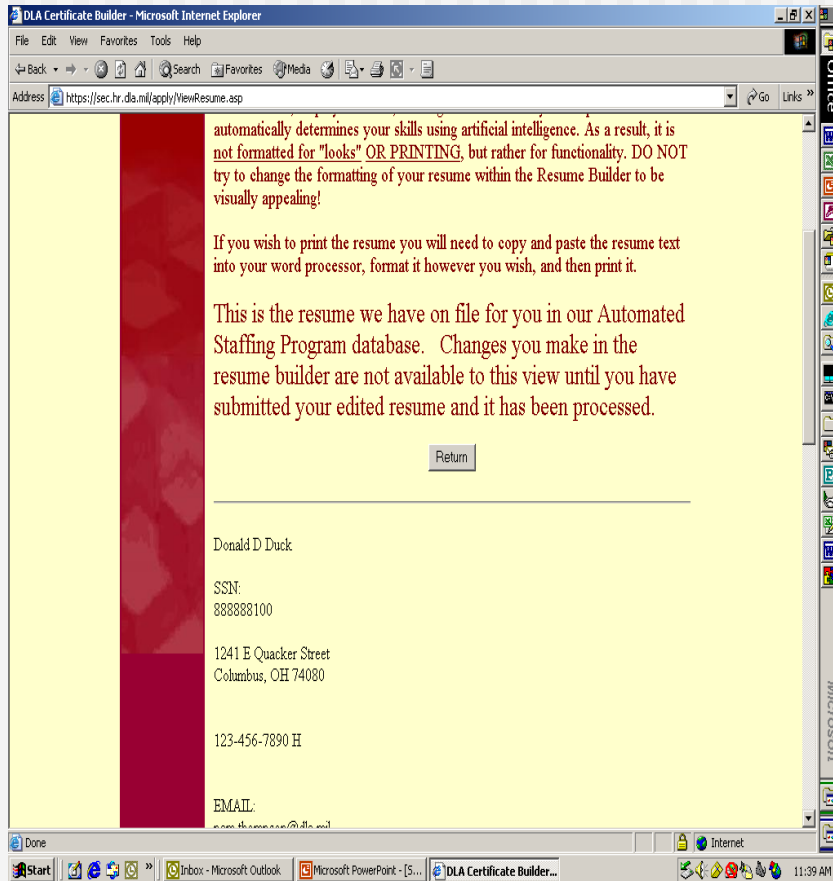 DLA Certificate Builder - Microsoft Internet Explorer
File Edit View Favorites Tools Help
Back Search Favorites Media
Address https://sec.hr.dla.mil/apply/ViewResume.asp Go Links »
automatically determines your skills using artificial intelligence. As a result, it is
not formatted for "looks" OR PRINTING, but rather for functionality. DO NOT
try to change the formatting of your resume within the Resume Builder to be
visually appealing!
If you wish to print the resume you will need to copy and paste the resume text
into your word processor, format it however you wish, and then print it.
This is the resume we have on file for you in our Automated
Staffing Program database. Changes you make in the
resume builder are not available to this view until you have
submitted your edited resume and it has been processed.
Return
Donald D Duck
SSN:
888888100
1241 E Quacker Street
Columbus, OH 74080
123-456-7890 H
EMAIL:
Done Internet
Start » Inbox - Microsoft Outlook Microsoft PowerPoint - [S... DLA Certificate Builder... 11:39 AM
Office
Microsoft